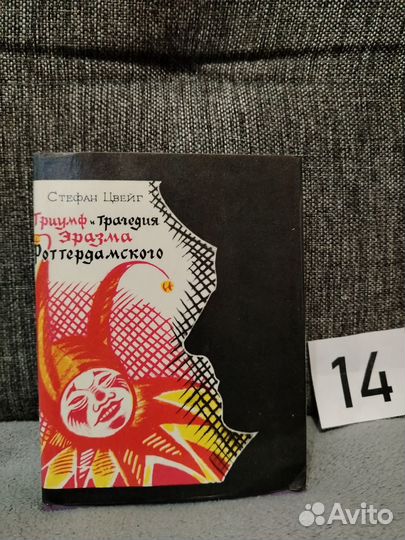 Стефан Цвейг
Триумф и Трагедия
Эразма
Роттердамского
14
Avito